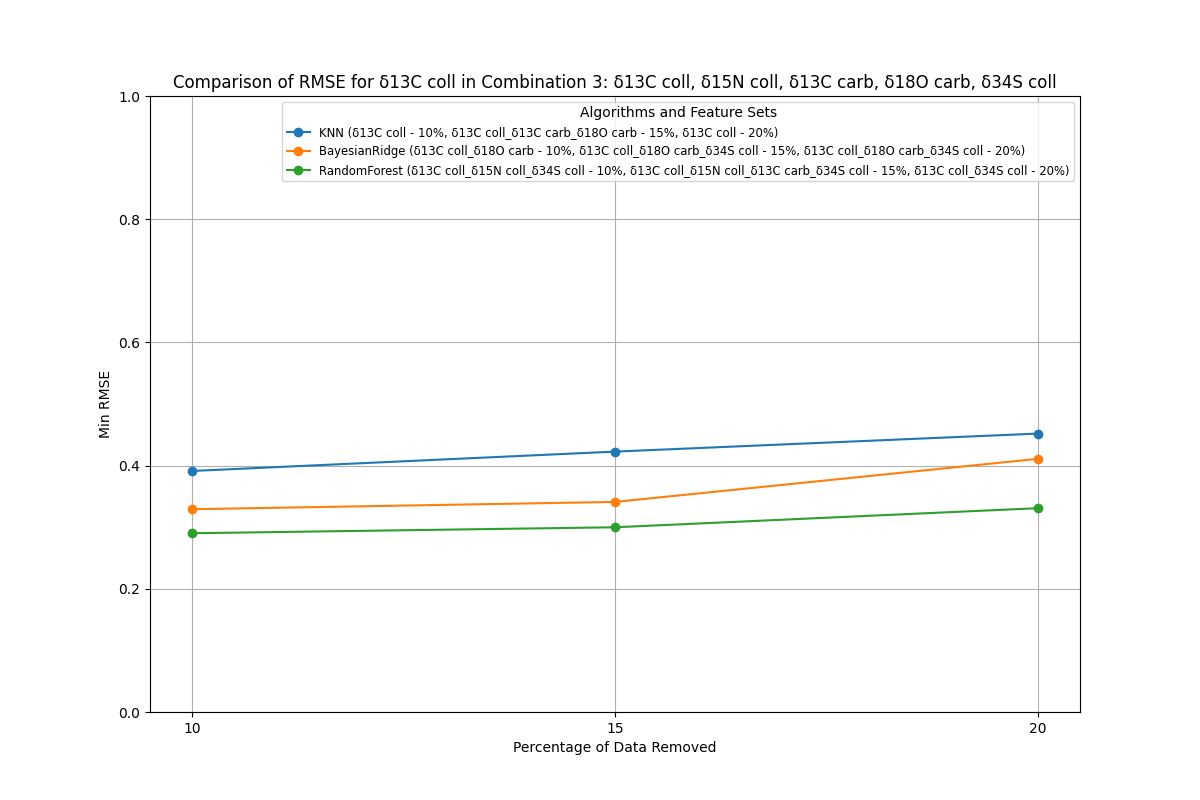 Comparison of RMSE for δ13C coll in Combination 3: δ13C coll, δ15N coll, δ13C carb, δ18O carb, δ34S coll
Algorithms and Feature Sets
KNN (δ13C coll - 10%, δ13C coll_δ13C carb_δ18O carb - 15%, δ13C coll - 20%)
BayesianRidge (δ13C coll_δ18O carb - 10%, δ13C coll_δ18O carb_δ34S coll - 15%, δ13C coll_δ18O carb_δ34S coll - 20%)
RandomForest (δ13C coll_δ15N coll_δ34S coll - 10%, δ13C coll_δ15N coll_δ13C carb_δ34S coll - 15%, δ13C coll_δ34S coll - 20%)
1.0
0.8
0.6
0.4
0.2
0.0
Min RMSE
10 15 20
Percentage of Data Removed